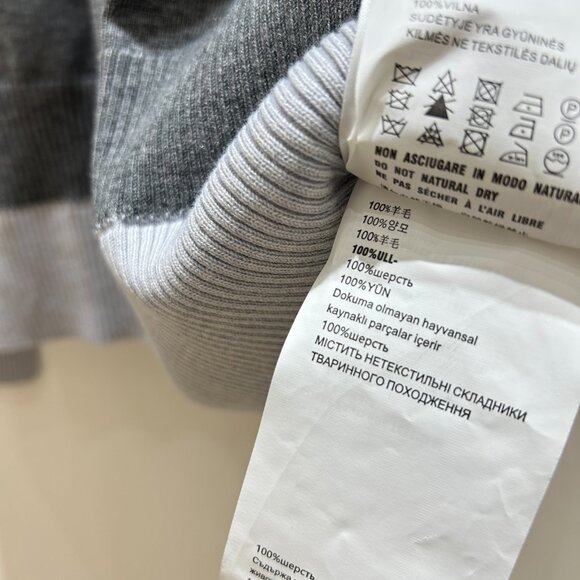 100%VILNA
SUDĖTYJE YRA GYŪNINĖS
KILMĖS NE TEKSTILĖS DALIŲ
P
P
NON ASCIUGARE IN MODO NATURA
DO NOT NATURAL DRY
NE PAS SÉCHER À L'AIR LIBRE
100%羊毛
100%양모
100%羊毛
100%ULL-
100%шерсть
100%YÜN
Dokuma olmayan hayvansal
kaynaklı parçalar içerir
100%шерсть
МІСТИТЬ НЕТЕКСТИЛЬНІ СКЛАДНИКИ
ТВАРИННОГО ПОХОДЖЕННЯ
100%шерсть
Съдържа